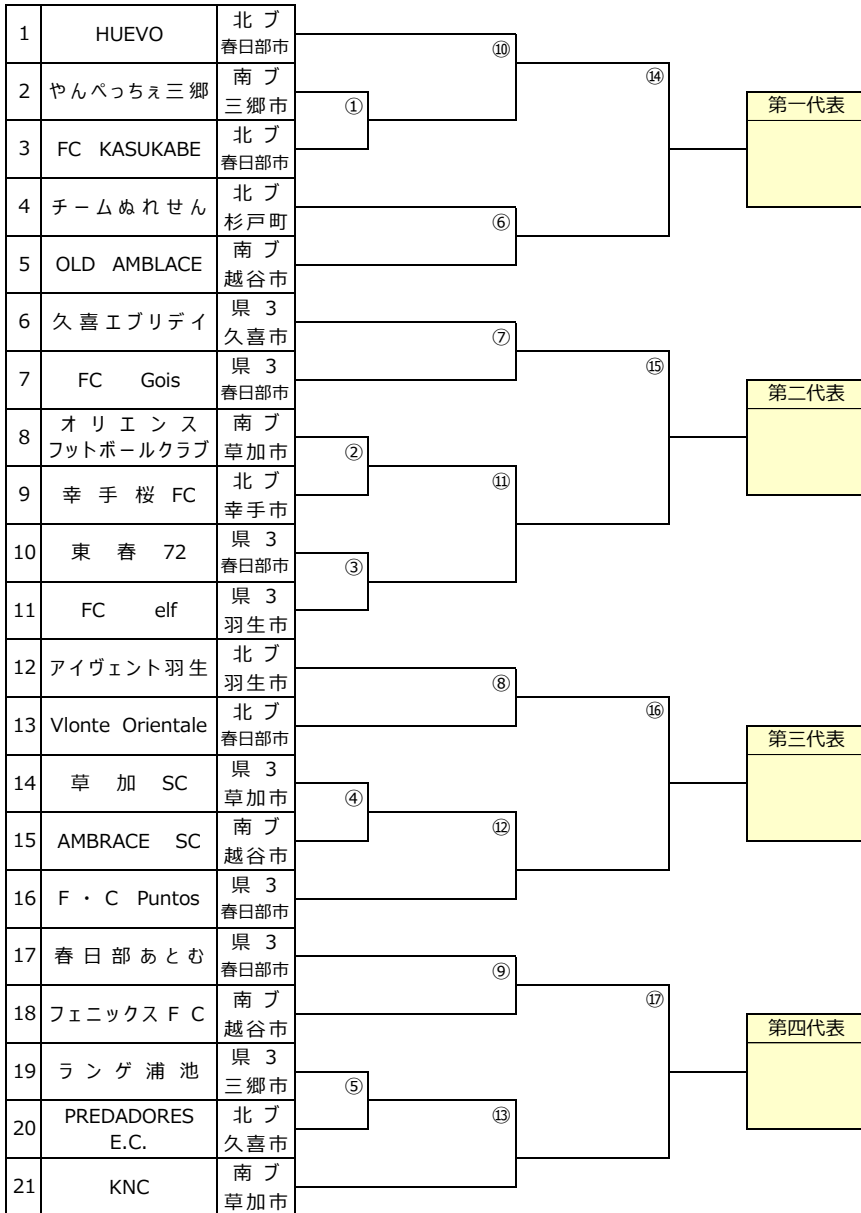 1 HUEVO 北ブ
春日部市
2 やんぺっちぇ三郷 南ブ
三郷市
3 FC KASUKABE 北ブ
春日部市
4 チームぬれせん 北ブ
杉戸町
5 OLD AMBLACE 南ブ
越谷市
6 久喜エブリデイ 県3
久喜市
7 FC Gois 県3
春日部市
8 オリエンス
フットボールクラブ 南ブ
草加市
9 幸手桜FC 北ブ
幸手市
10 東春72 県3
春日部市
11 FC elf 県3
羽生市
12 アイヴェント羽生 北ブ
羽生市
13 Vlonte Orientale 北ブ
春日部市
14 草加SC 県3
草加市
15 AMBRACE SC 南ブ
越谷市
16 F・C Puntos 県3
春日部市
17 春日部あとむ 県3
春日部市
18 フェニックスFC 南ブ
越谷市
19 ランゲ浦池 県3
三郷市
20 PREDADORES
E.C. 北ブ
久喜市
21 KNC 南ブ
草加市
①
②
③
④
⑤
⑩
⑥
⑦
⑪
⑧
⑫
⑨
⑬
⑭
⑮
⑯
⑰
第一代表
第二代表
第三代表
第四代表